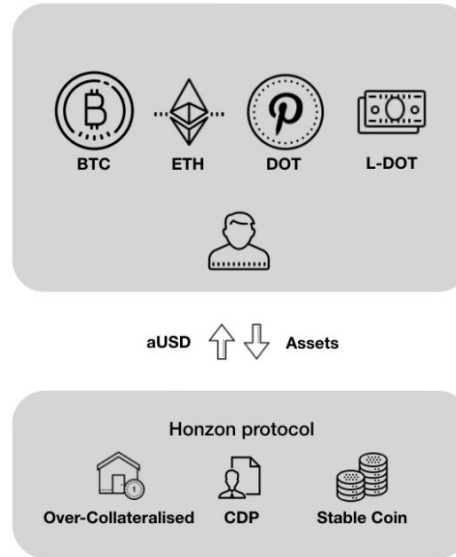 BTC ETH DOT L-DOT
aUSD Assets
Honzon protocol
Over-Collateralised CDP Stable Coin